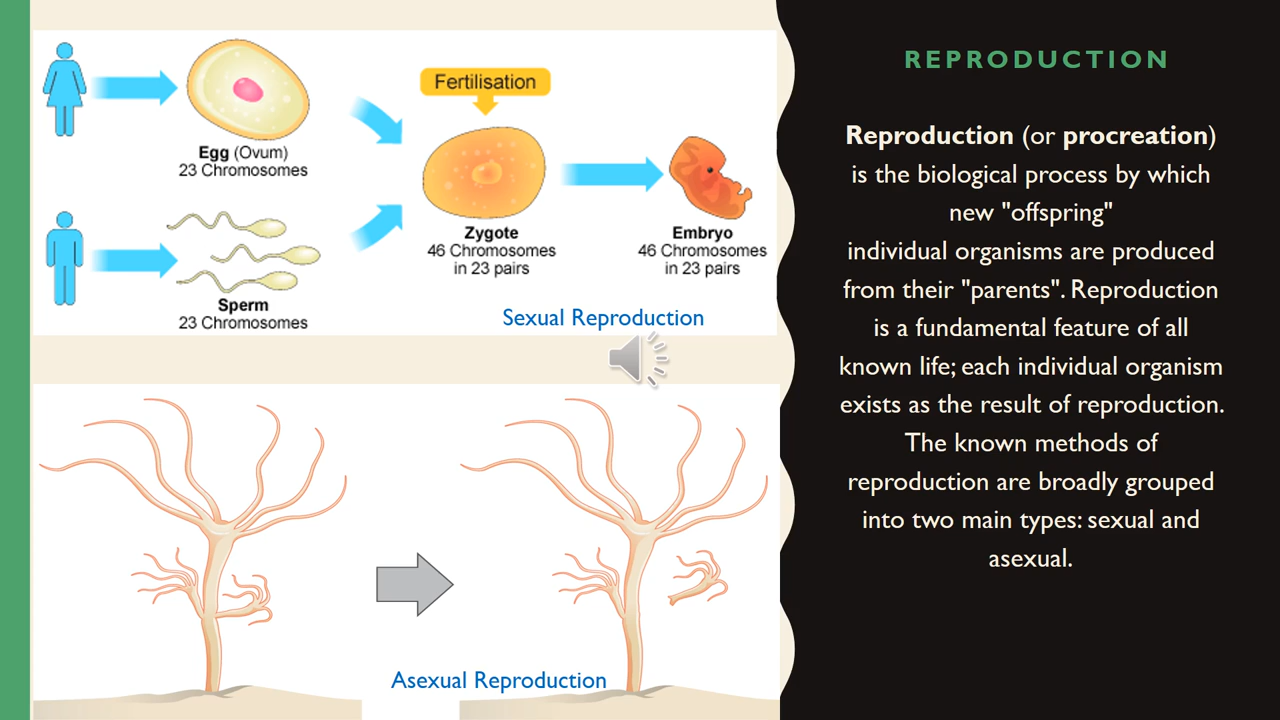 Fertilisation
Egg (Ovum)
23 Chromosomes
Zygote
46 Chromosomes
in 23 pairs
Embryo
46 Chromosomes
in 23 pairs
Sperm
23 Chromosomes
Sexual Reproduction
Asexual Reproduction
REPRODUCTION
Reproduction (or procreation)
is the biological process by which
new "offspring"
individual organisms are produced
from their "parents". Reproduction
is a fundamental feature of all
known life; each individual organism
exists as the result of reproduction.
The known methods of
reproduction are broadly grouped
into two main types: sexual and
asexual.